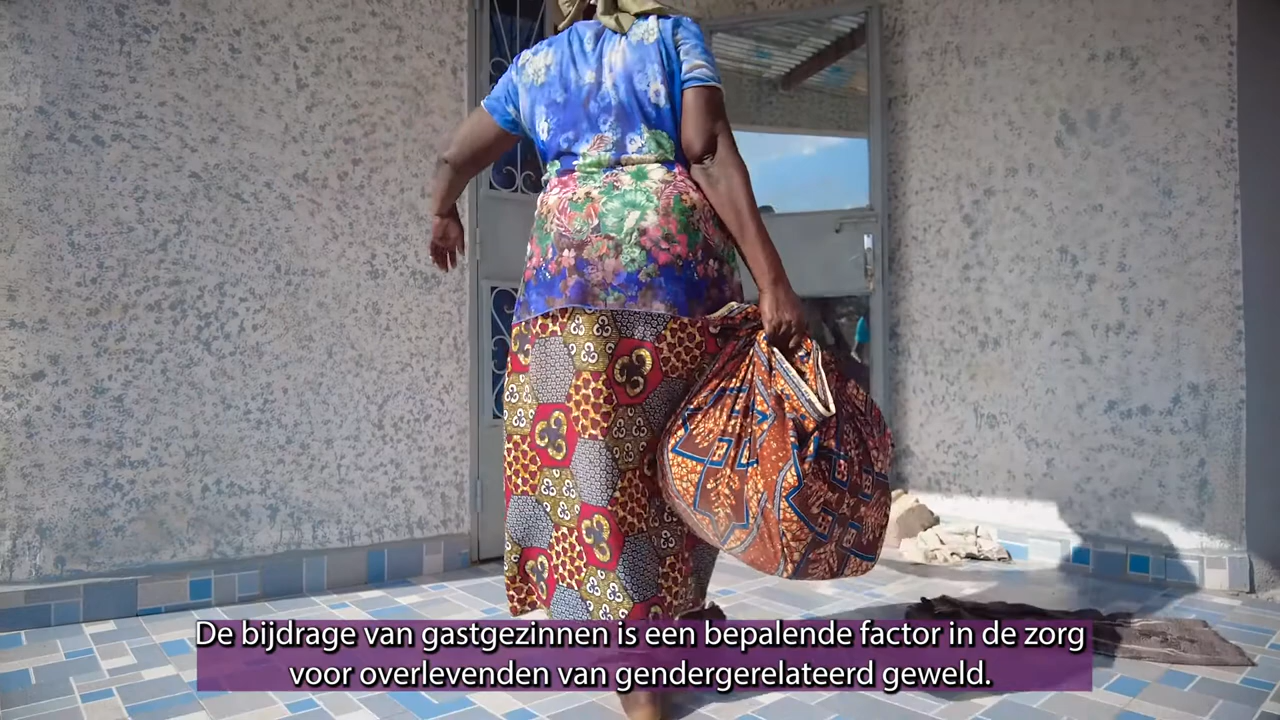 De bijdrage van gastgezinnen is een bepalende factor in de zorg
voor overlevenden van gendergerelateerd geweld.